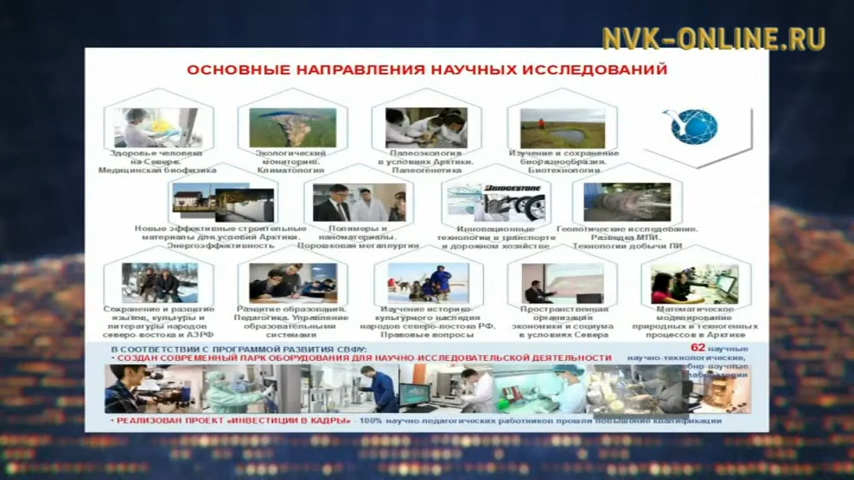 NVK-ONLINE.RU
ОСНОВНЫЕ НАПРАВЛЕНИЯ НАУЧНЫХ ИССЛЕДОВАНИЙ
Здоровье человека
на Севере.
Медицинская биофизика
Экологический
мониторинг.
Климатология
Палеоэкология
в условиях Арктики.
Палеогенетика
Изучение и сохранение
биоразнообразия.
Биотехнологии
Новые эффективные строительные
материалы для условий Арктики.
Энергоэффективность
Полимеры и
наноматериалы.
Порошковая металлургия
BRIDGESTONE
Инновационные
технологии в транспорте
и дорожном хозяйстве
Геологические исследования.
Разведка МПИ.
Технологии добычи ПИ
Сохранение и развитие
языков, культуры и
литературы народов
северо-востока и АЗРФ
Развитие образования.
Педагогика. Управление
образовательными
системами
Изучение историко-
культурного наследия
народов северо-востока РФ.
Правовые вопросы
Пространственная
организация
экономики и социума
в условиях Севера
Математическое
моделирование
природных и техногенных
процессов в Арктике
В СООТВЕТСТВИИ С ПРОГРАММОЙ РАЗВИТИЯ СВФУ:
• СОЗДАН СОВРЕМЕННЫЙ ПАРК ОБОРУДОВАНИЯ ДЛЯ НАУЧНО-ИССЛЕДОВАТЕЛЬСКОЙ ДЕЯТЕЛЬНОСТИ
62 научные
научно-технологические,
• РЕАЛИЗОВАН ПРОЕКТ «ИНВЕСТИЦИИ В КАДРЫ» - 100% научно-педагогических работников прошли повышение квалификации